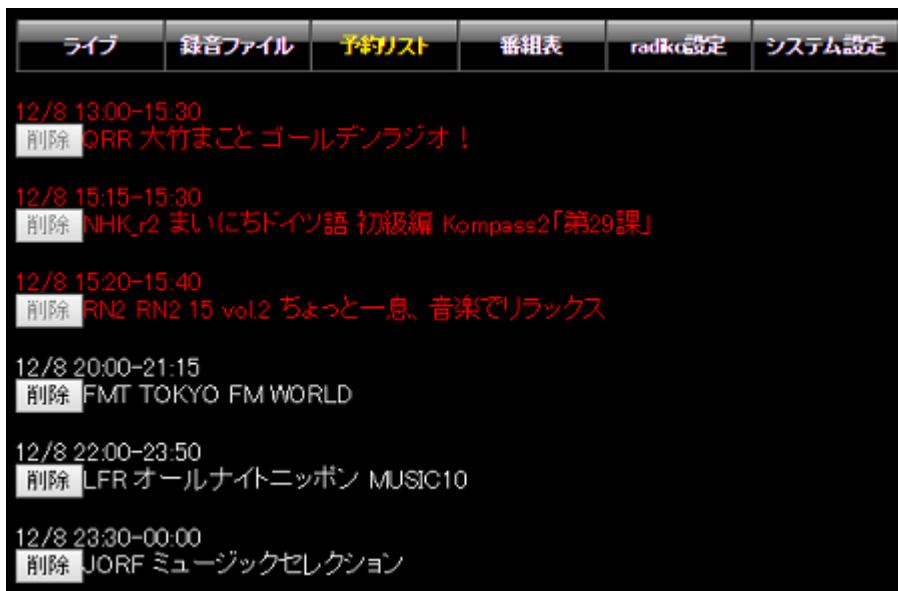 ライブ 録音ファイル 予約リスト 番組表 radiko設定 システム設定
12/8 13:00-15:30
削除 QRR 大竹まこと ゴールデンラジオ！
12/8 15:15-15:30
削除 NHK_r2 まいにちドイツ語 初級編 Kompass2「第29課」
12/8 15:20-15:40
削除 RN2 RN2 15 vol.2 ちょっと一息、音楽でリラックス
12/8 20:00-21:15
削除 FMT TOKYO FM WORLD
12/8 22:00-23:50
削除 LFR オールナイトニッポン MUSIC10
12/8 23:30-00:00
削除 JORF ミュージックセレクション